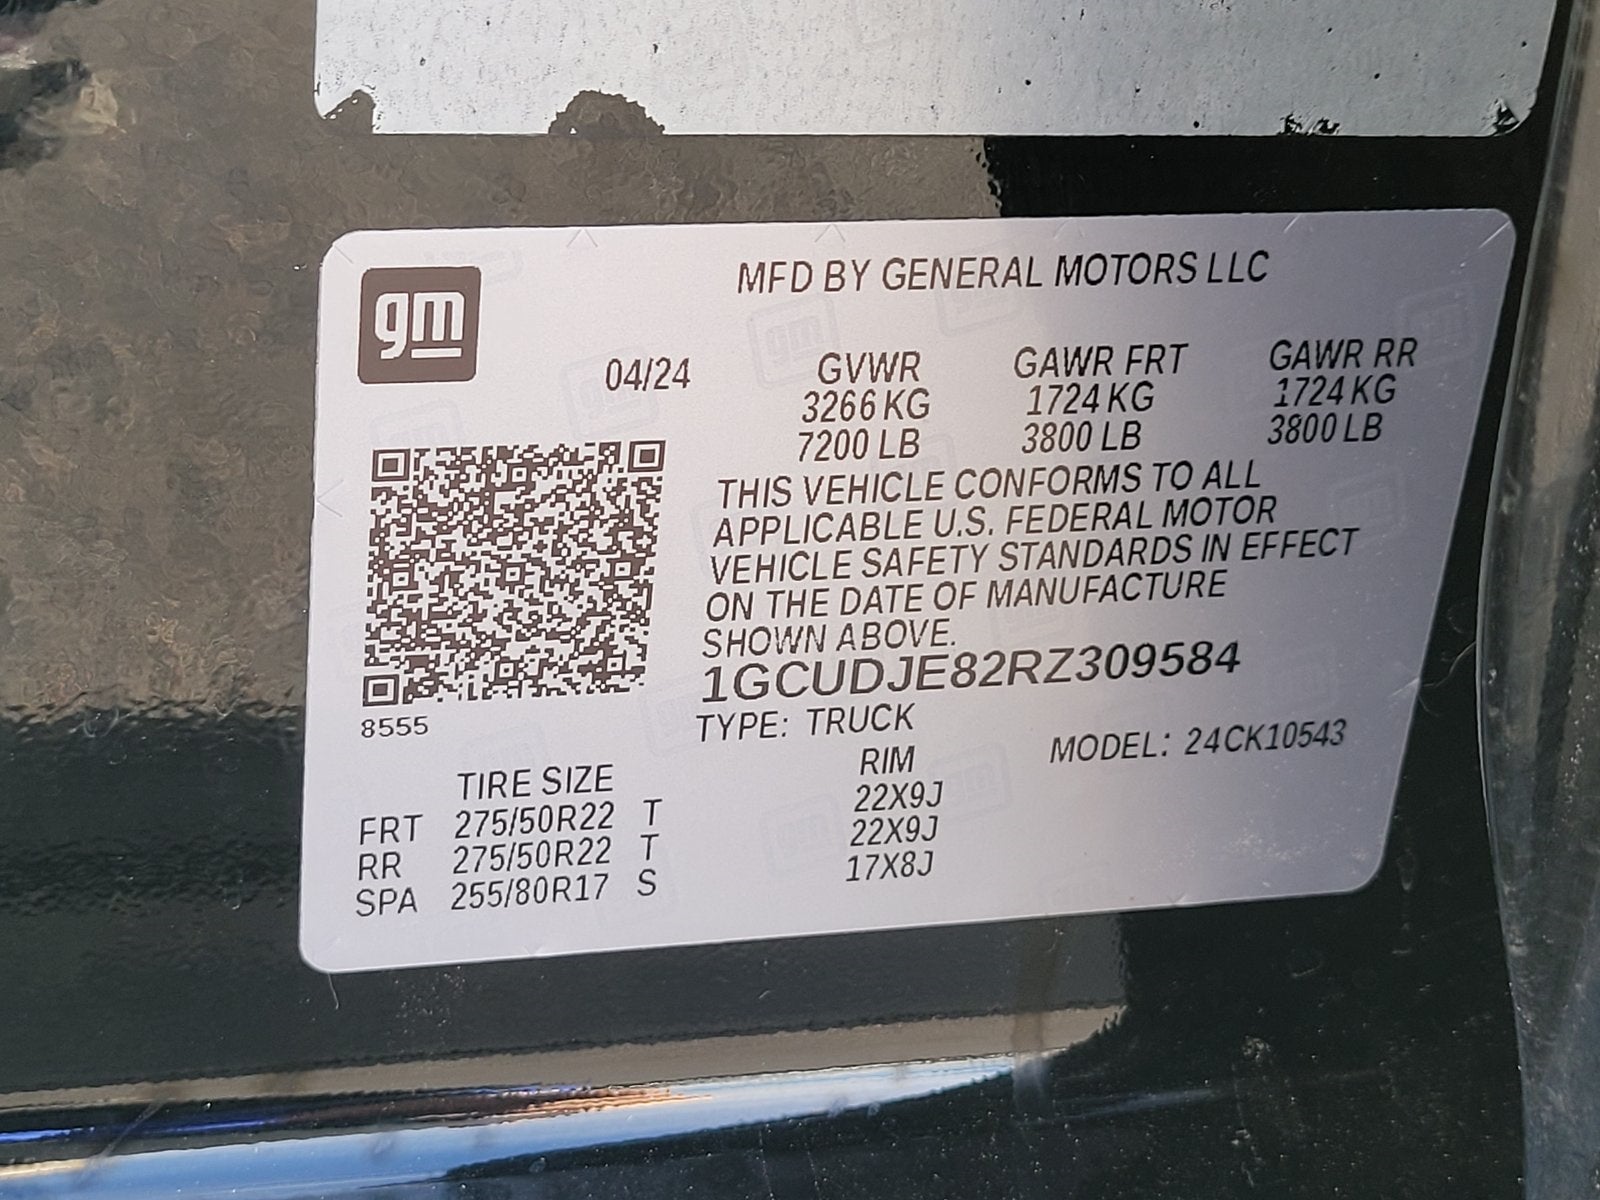 gm
MFD BY GENERAL MOTORS LLC
04/24 GVWR GAWR FRT GAWR RR
3266 KG 1724 KG 1724 KG
7200 LB 3800 LB 3800 LB
THIS VEHICLE CONFORMS TO ALL
APPLICABLE U.S. FEDERAL MOTOR
VEHICLE SAFETY STANDARDS IN EFFECT
ON THE DATE OF MANUFACTURE
SHOWN ABOVE.
1GCUDJE82RZ309584
8555
TYPE: TRUCK MODEL: 24CK10543
TIRE SIZE RIM
FRT 275/50R22 T 22X9J
RR 275/50R22 T 22X9J
SPA 255/80R17 S 17X8J